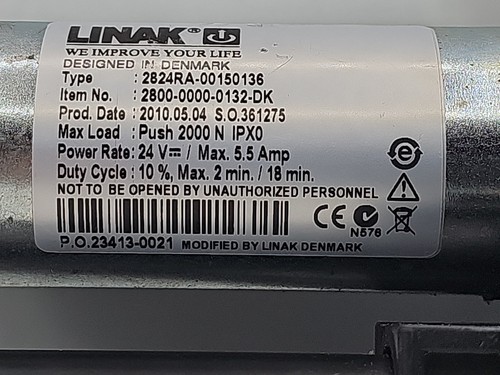 LINAK®
WE IMPROVE YOUR LIFE
DESIGNED IN DENMARK
Type : 2824RA-00150136
Item No. : 2800-0000-0132-DK
Prod. Date : 2010.05.04 S.O.361275
Max Load : Push 2000 N IPX0
Power Rate: 24 V⎓ / Max. 5.5 Amp
Duty Cycle : 10 %, Max. 2 min. / 18 min.
NOT TO BE OPENED BY UNAUTHORIZED PERSONNEL
CE N576
P.O.23413-0021 MODIFIED BY LINAK DENMARK